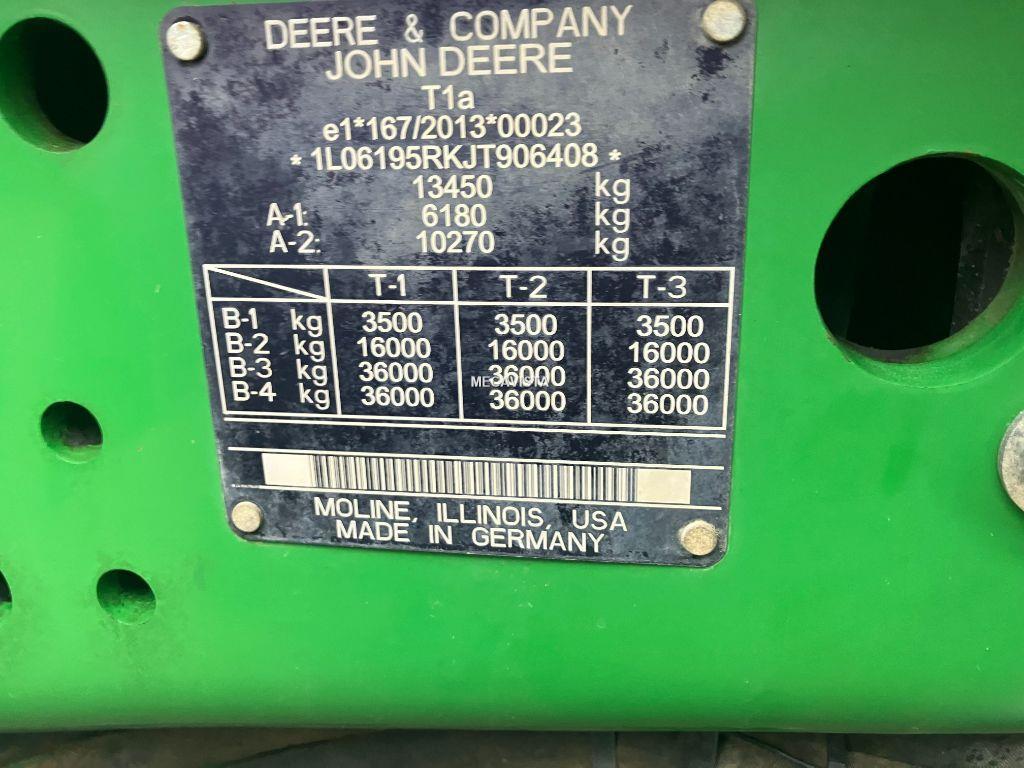 DEERE & COMPANY
JOHN DEERE
T1a
e1*167/2013*00023
* 1L06195RKJT906408 *
13450 kg
A-1: 6180 kg
A-2: 10270 kg
T-1 T-2 T-3
B-1 kg 3500 3500 3500
B-2 kg 16000 16000 16000
B-3 kg 36000 36000 36000
MECAVISTA
B-4 kg 36000 36000 36000
MOLINE, ILLINOIS, USA
MADE IN GERMANY